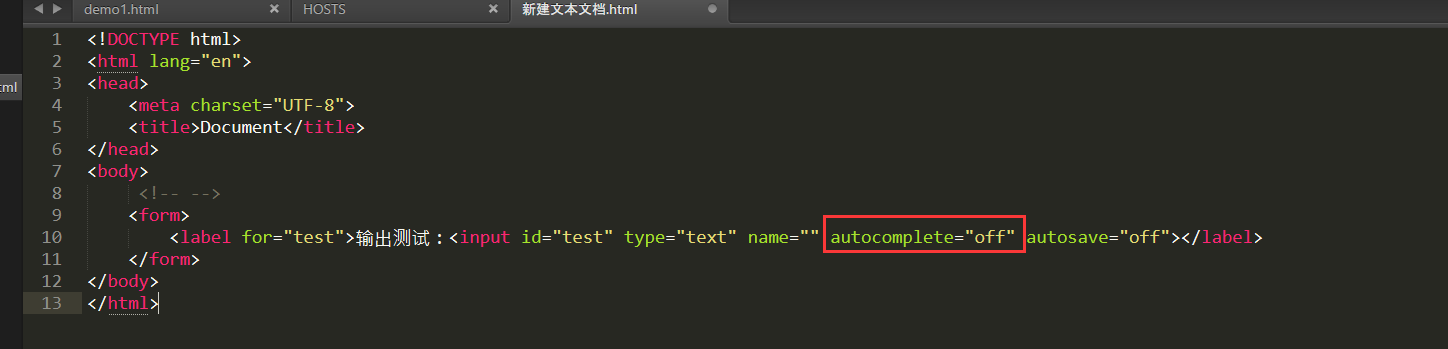 demo1.html HOSTS 新建文本文档.html
tml
1 <!DOCTYPE html>
2 <html lang="en">
3 <head>
4 <meta charset="UTF-8">
5 <title>Document</title>
6 </head>
7 <body>
8 <!-- -->
9 <form>
10 <label for="test">输出测试：<input id="test" type="text" name="" autocomplete="off" autosave="off"></label>
11 </form>
12 </body>
13 </html>